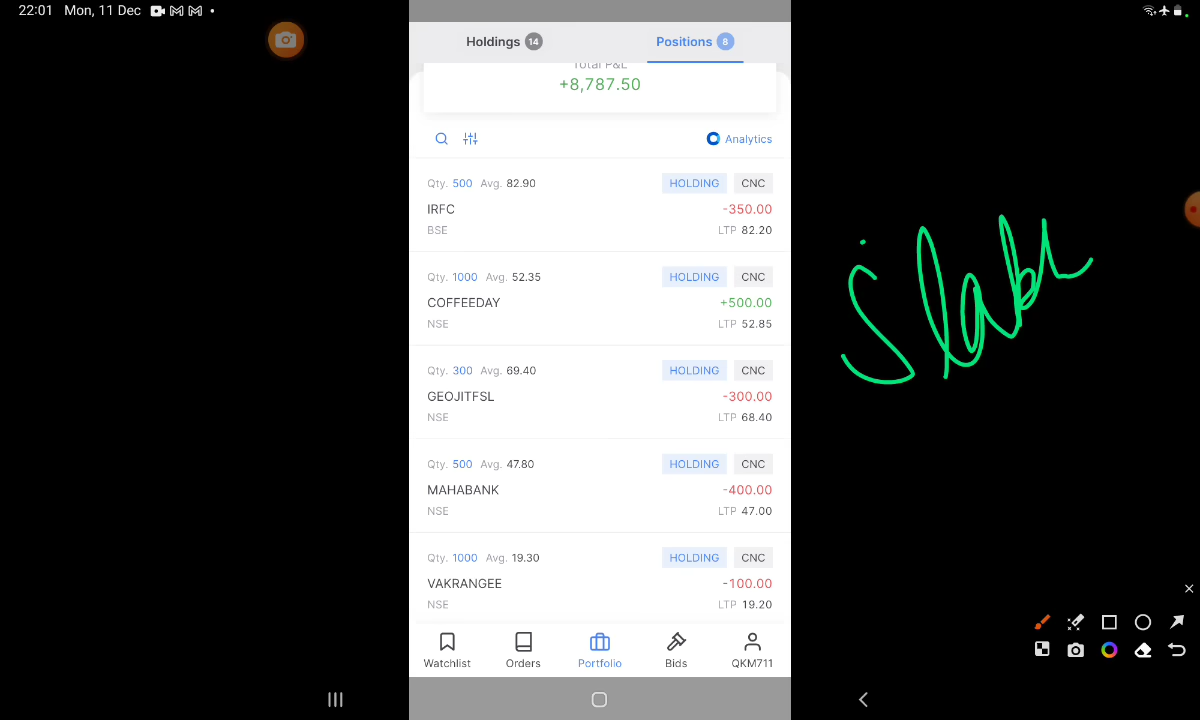 22:01 Mon, 11 Dec
Holdings 14 Positions 8
Total P&L
+8,787.50
Analytics
Qty. 500 Avg. 82.90 HOLDING CNC
IRFC -350.00
BSE LTP 82.20
Qty. 1000 Avg. 52.35 HOLDING CNC
COFFEEDAY +500.00
NSE LTP 52.85
Qty. 300 Avg. 69.40 HOLDING CNC
GEOJITFSL -300.00
NSE LTP 68.40
Qty. 500 Avg. 47.80 HOLDING CNC
MAHABANK -400.00
NSE LTP 47.00
Qty. 1000 Avg. 19.30 HOLDING CNC
VAKRANGEE -100.00
NSE LTP 19.20
Watchlist Orders Portfolio Bids QKM711